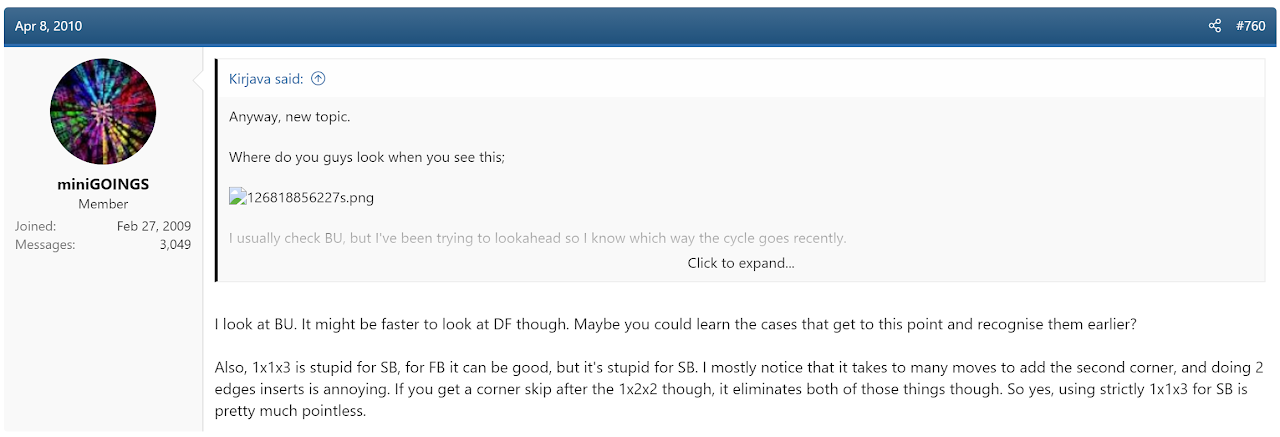 Apr 8, 2010
#760
miniGOINGS
Member
Joined: Feb 27, 2009
Messages: 3,049
Kirjava said:
Anyway, new topic.
Where do you guys look when you see this;
126818856227s.png
I usually check BU, but I've been trying to lookahead so I know which way the cycle goes recently.
Click to expand...
I look at BU. It might be faster to look at DF though. Maybe you could learn the cases that get to this point and recognise them earlier?
Also, 1x1x3 is stupid for SB, for FB it can be good, but it's stupid for SB. I mostly notice that it takes to many moves to add the second corner, and doing 2
edges inserts is annoying. If you get a corner skip after the 1x2x2 though, it eliminates both of those things though. So yes, using strictly 1x1x3 for SB is
pretty much pointless.